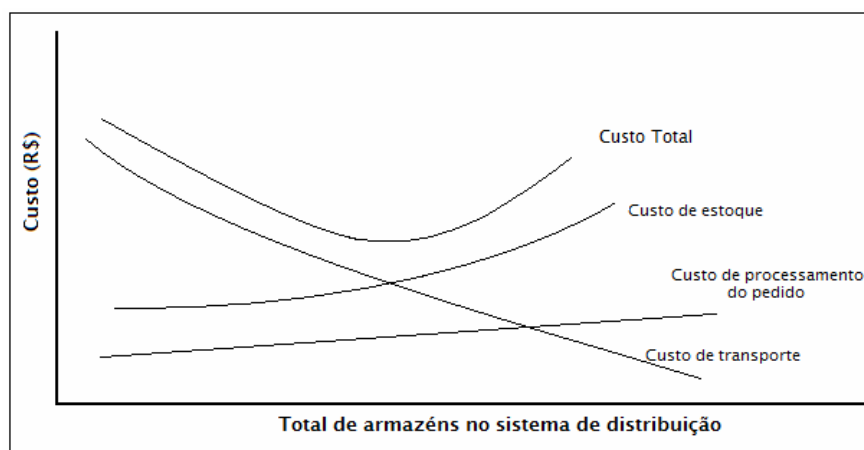 Custo (R$)
Custo Total
Custo de estoque
Custo de processamento
do pedido
Custo de transporte
Total de armazéns no sistema de distribuição